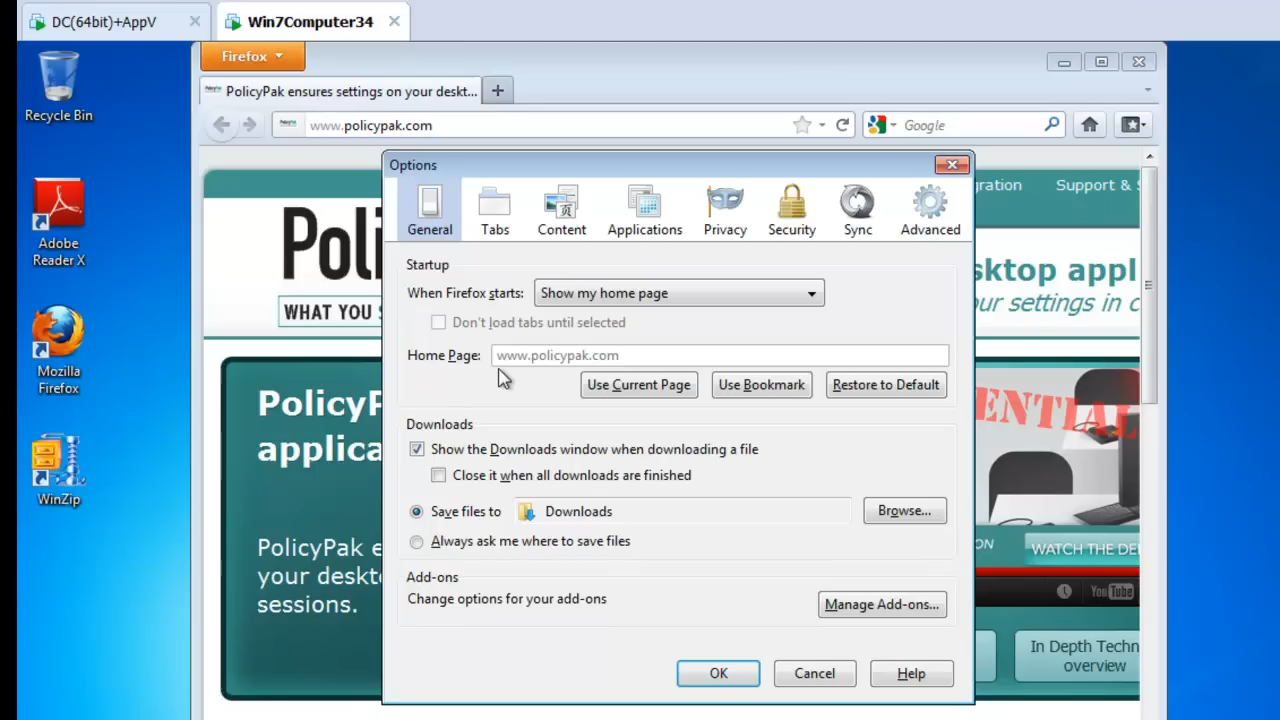 DC(64bit)+AppV
Win7Computer34
Recycle Bin
Adobe
Reader X
Mozilla
Firefox
WinZip
Firefox
PolicyPak ensures settings on your deskt...
www.policypak.com
Google
Support &
Poli
WHAT YOU
sktop appl
our settings in c
PolicyP
applica
PolicyPak e
your deskt
sessions.
ENTIAL
ON
WATCH THE DE
YouTube
In Depth Techn
overview
Options
General
Tabs
Content
Applications
Privacy
Security
Sync
Advanced
Startup
When Firefox starts:
Show my home page
Don't load tabs until selected
Home Page:
www.policypak.com
Use Current Page
Use Bookmark
Restore to Default
Downloads
Show the Downloads window when downloading a file
Close it when all downloads are finished
Save files to
Downloads
Browse...
Always ask me where to save files
Add-ons
Change options for your add-ons
Manage Add-ons...
OK
Cancel
Help